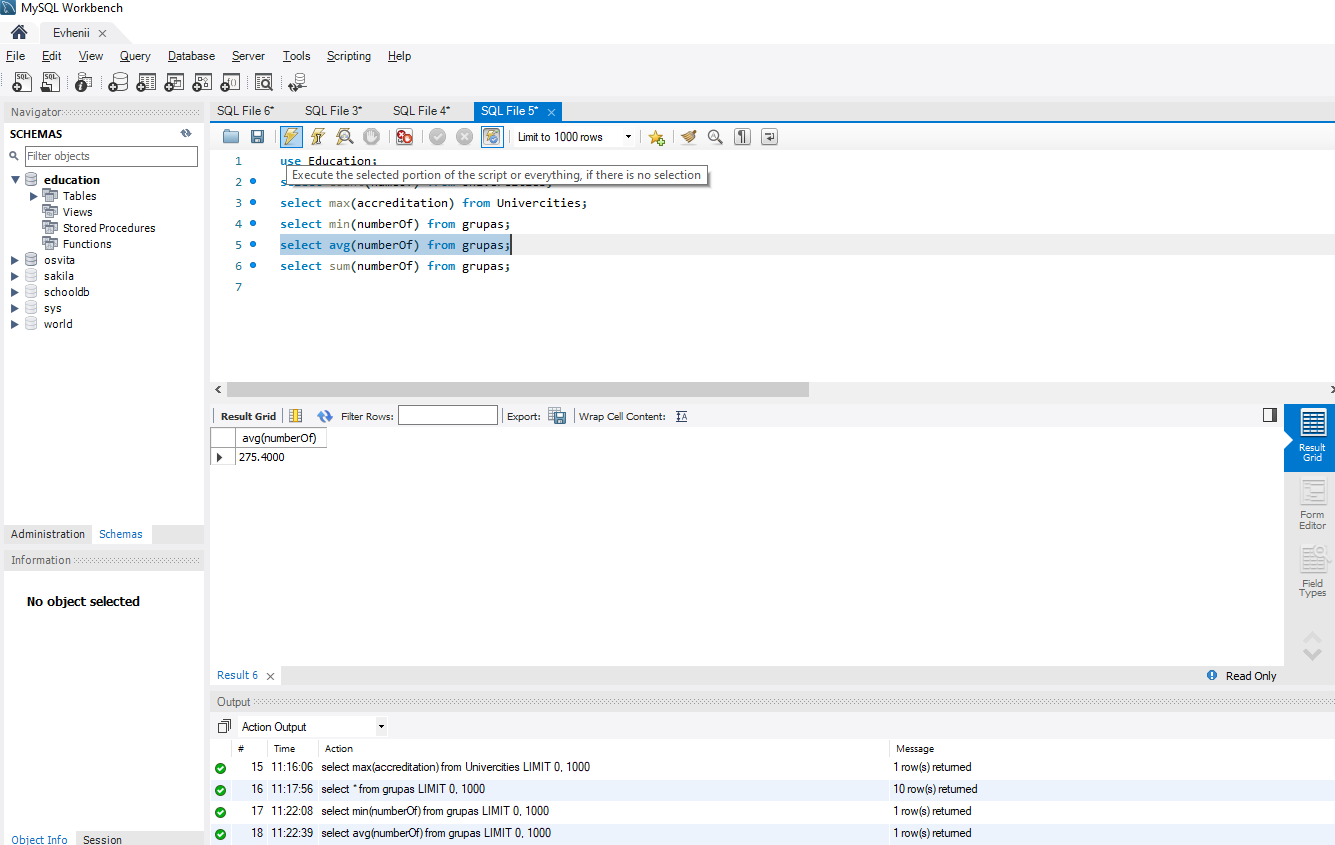 MySQL Workbench
Evhenii
File Edit View Query Database Server Tools Scripting Help
Navigator
SCHEMAS
Filter objects
education
Tables
Views
Stored Procedures
Functions
osvita
sakila
schooldb
sys
world
Administration Schemas
Information
No object selected
Object Info Session
SQL File 6* SQL File 3* SQL File 4* SQL File 5*
Limit to 1000 rows
1 use Education;
Execute the selected portion of the script or everything, if there is no selection
2
3 select max(accreditation) from Univercities;
4 select min(numberOf) from grupas;
5 select avg(numberOf) from grupas;
6 select sum(numberOf) from grupas;
7
Result Grid Filter Rows: Export: Wrap Cell Content:
avg(numberOf)
275.4000
Result Grid
Form Editor
Field Types
Result 6 Read Only
Output
Action Output
# Time Action Message
15 11:16:06 select max(accreditation) from Univercities LIMIT 0, 1000 1 row(s) returned
16 11:17:56 select * from grupas LIMIT 0, 1000 10 row(s) returned
17 11:22:08 select min(numberOf) from grupas LIMIT 0, 1000 1 row(s) returned
18 11:22:39 select avg(numberOf) from grupas LIMIT 0, 1000 1 row(s) returned